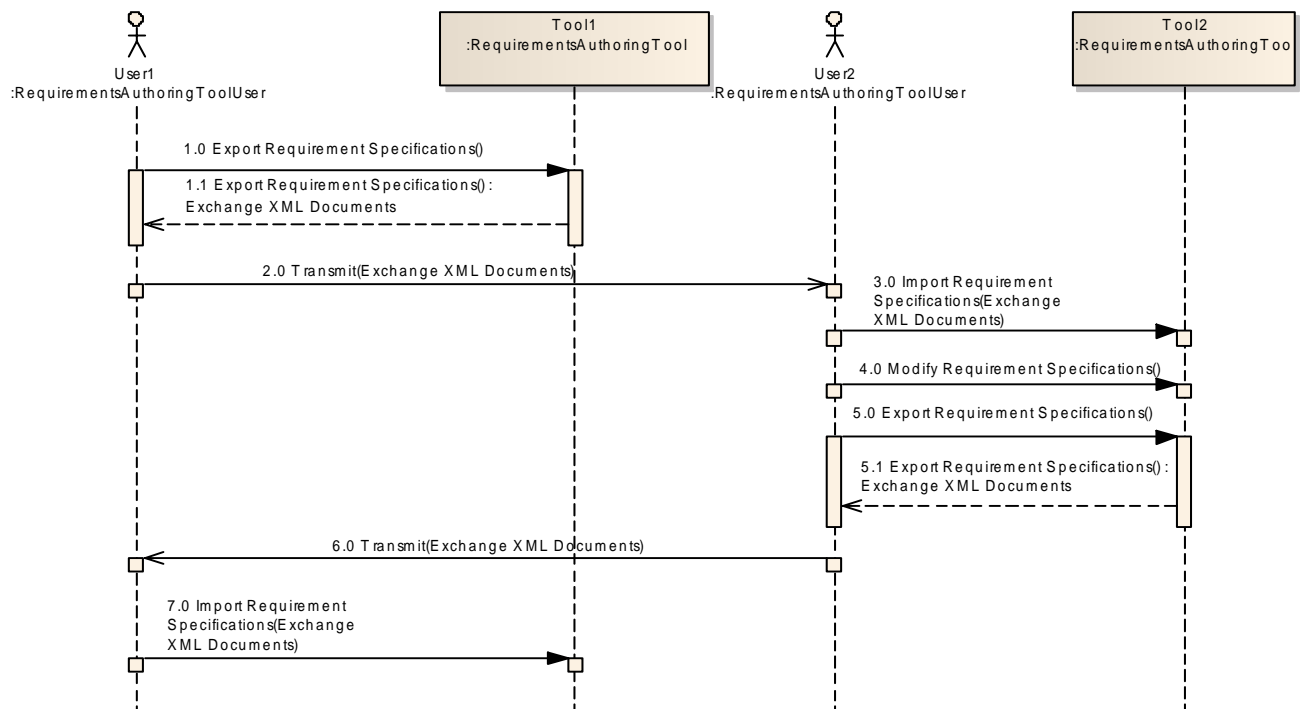 User1
:RequirementsAuthoringToolUser
Tool1
:RequirementsAuthoringTool
User2
:RequirementsAuthoringToolUser
Tool2
:RequirementsAuthoringToo
1.0 Export Requirement Specifications()
1.1 Export Requirement Specifications() :
Exchange XML Documents
2.0 Transmit(Exchange XML Documents)
3.0 Import Requirement
Specifications(Exchange
XML Documents)
4.0 Modify Requirement Specifications()
5.0 Export Requirement Specifications()
5.1 Export Requirement Specifications() :
Exchange XML Documents
6.0 Transmit(Exchange XML Documents)
7.0 Import Requirement
Specifications(Exchange
XML Documents)